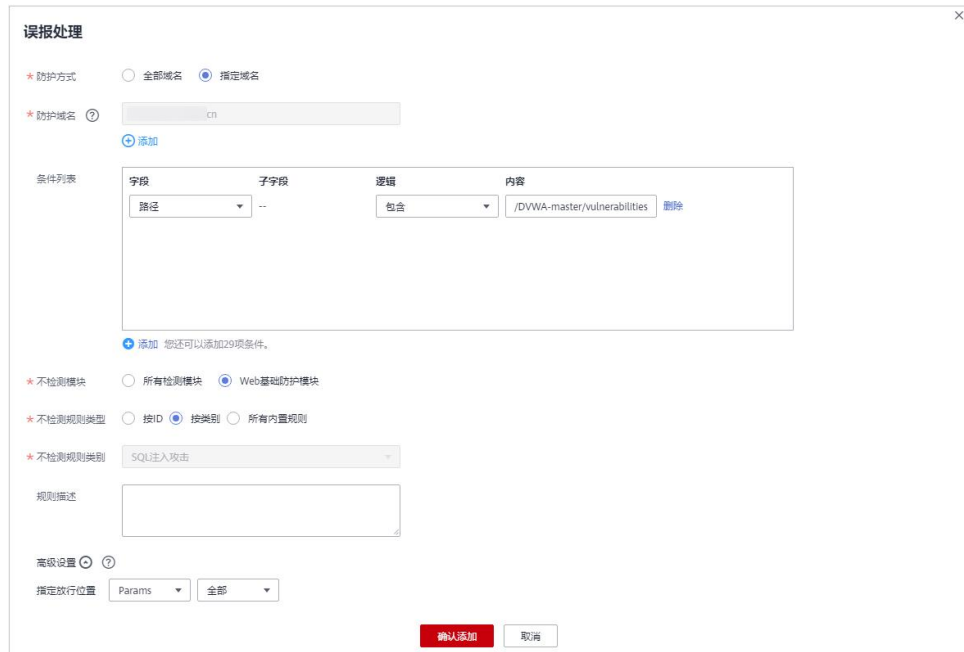 误报处理
* 防护方式 全部域名 指定域名
* 防护域名 ? cn
添加
条件列表 字段 子字段 逻辑 内容
路径 -- 包含 /DVWA-master/vulnerabilities 删除
添加 您还可以添加29项条件。
* 不检测模块 所有检测模块 Web基础防护模块
* 不检测规则类型 按ID 按类别 所有内置规则
* 不检测规则类别 SQL注入攻击
规则描述
高级设置 ?
指定放行位置 Params 全部
确认添加 取消